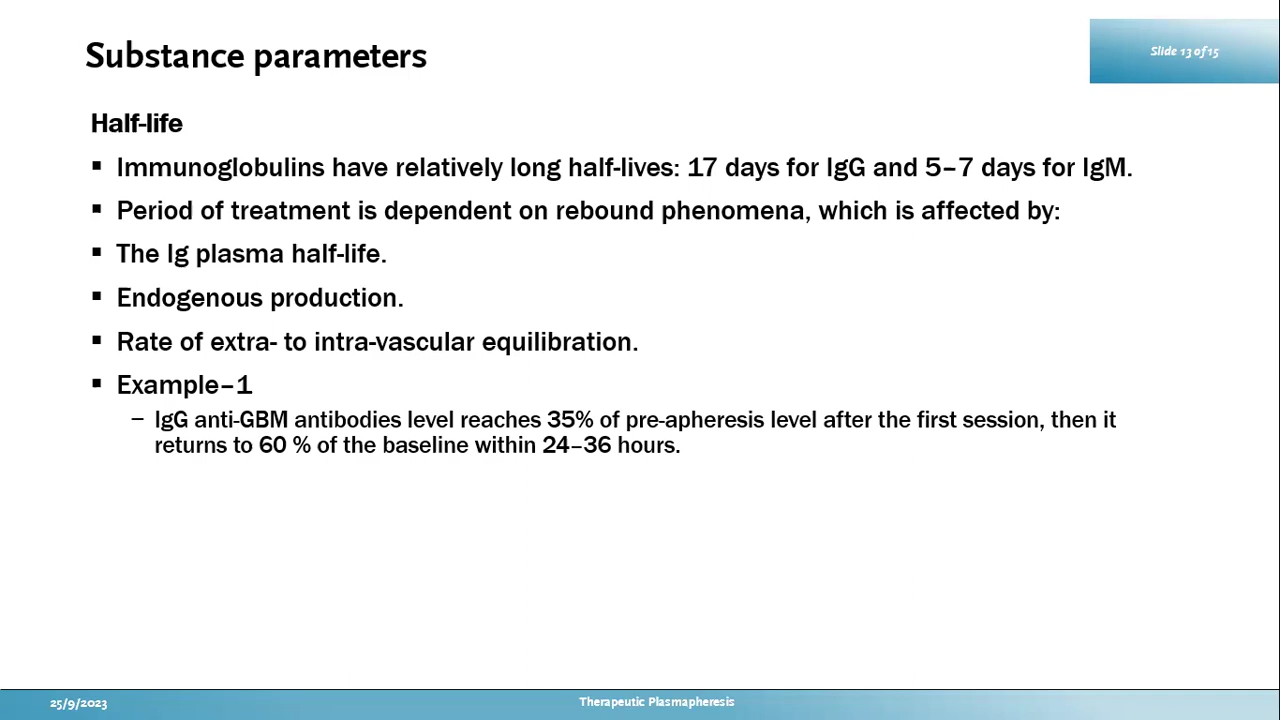 Substance parameters
Slide 13 of 15
Half-life
▪ Immunoglobulins have relatively long half-lives: 17 days for IgG and 5–7 days for IgM.
▪ Period of treatment is dependent on rebound phenomena, which is affected by:
▪ The Ig plasma half-life.
▪ Endogenous production.
▪ Rate of extra- to intra-vascular equilibration.
▪ Example–1
– IgG anti-GBM antibodies level reaches 35% of pre-apheresis level after the first session, then it
returns to 60 % of the baseline within 24–36 hours.
25/9/2023
Therapeutic Plasmapheresis